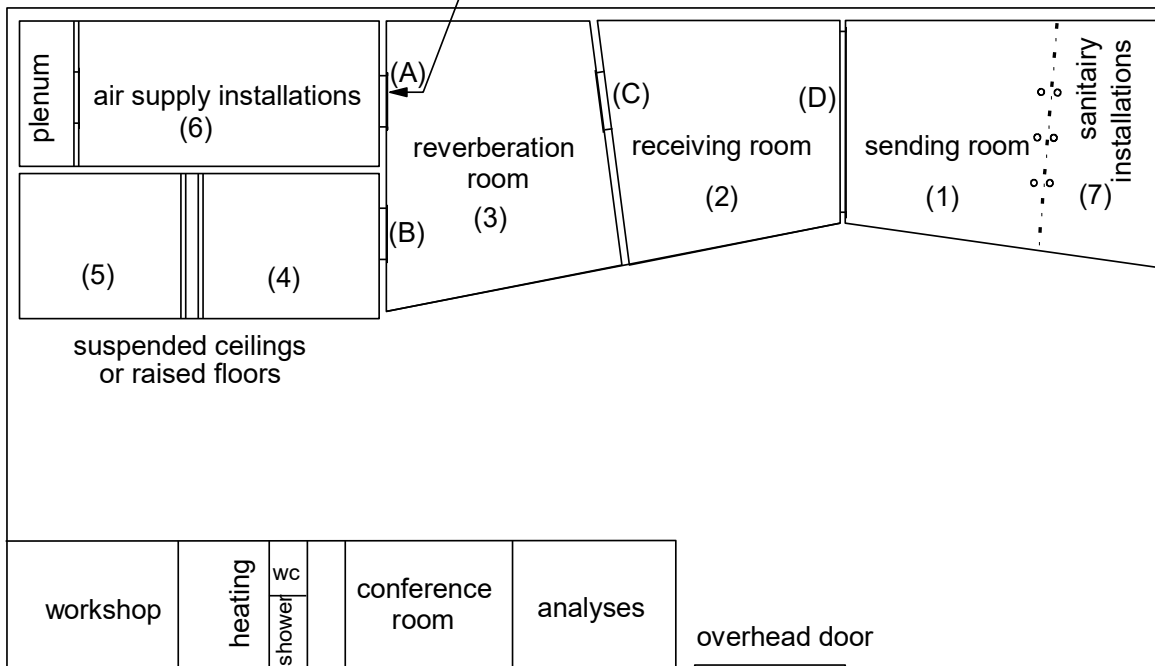 plenum
air supply installations
(6)
(A)
(B)
reverberation
room
(3)
(C)
receiving room
(2)
(D)
sending room
(1)
sanitairy
installations
(7)
(5)
(4)
suspended ceilings
or raised floors
workshop
heating
wc
shower
conference
room
analyses
overhead door